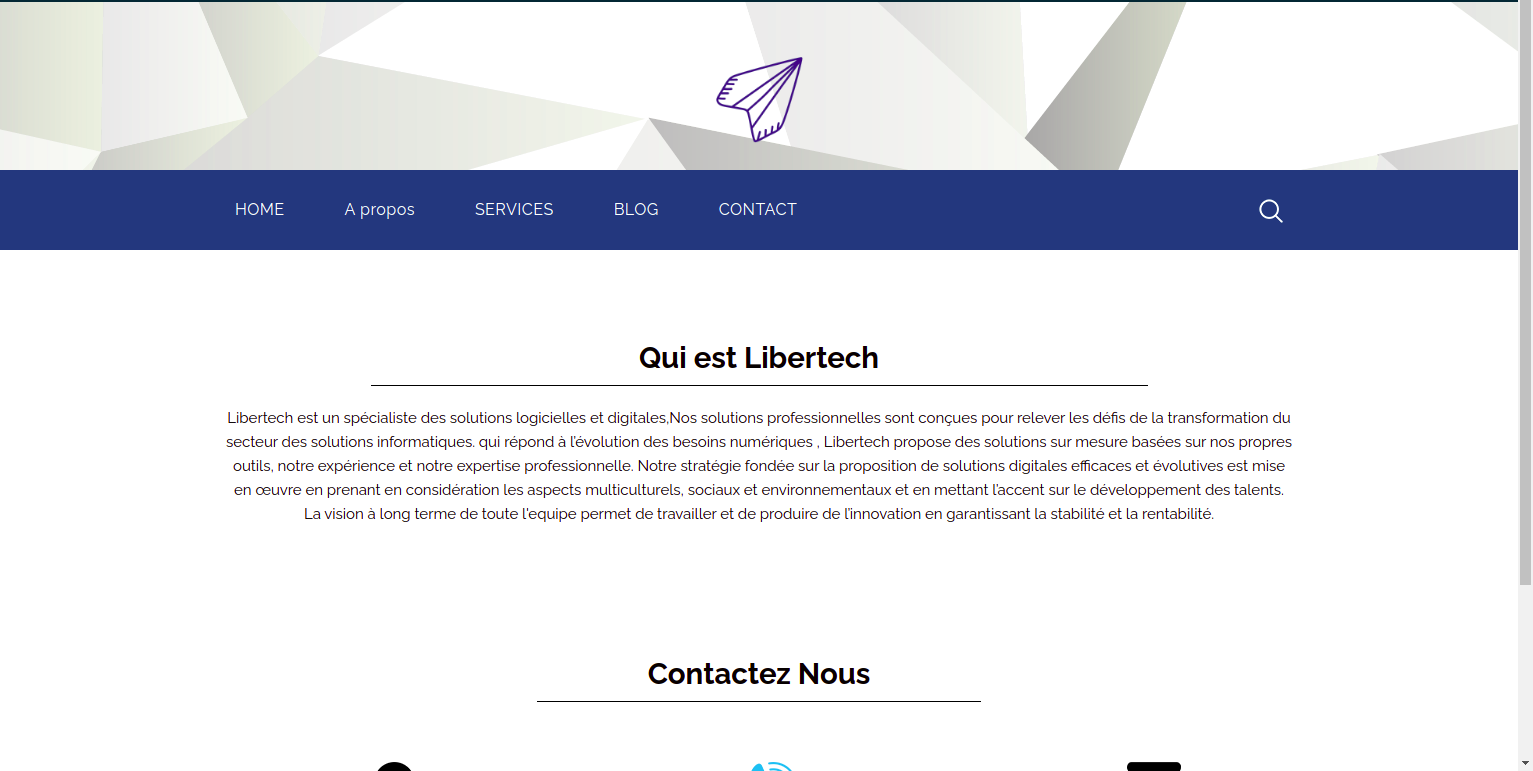 HOME A propos SERVICES BLOG CONTACT
Qui est Libertech
Libertech est un spécialiste des solutions logicielles et digitales,Nos solutions professionnelles sont conçues pour relever les défis de la transformation du
secteur des solutions informatiques. qui répond à l’évolution des besoins numériques , Libertech propose des solutions sur mesure basées sur nos propres
outils, notre expérience et notre expertise professionnelle. Notre stratégie fondée sur la proposition de solutions digitales efficaces et évolutives est mise
en œuvre en prenant en considération les aspects multiculturels, sociaux et environnementaux et en mettant l’accent sur le développement des talents.
La vision à long terme de toute l'equipe permet de travailler et de produire de l’innovation en garantissant la stabilité et la rentabilité.
Contactez Nous